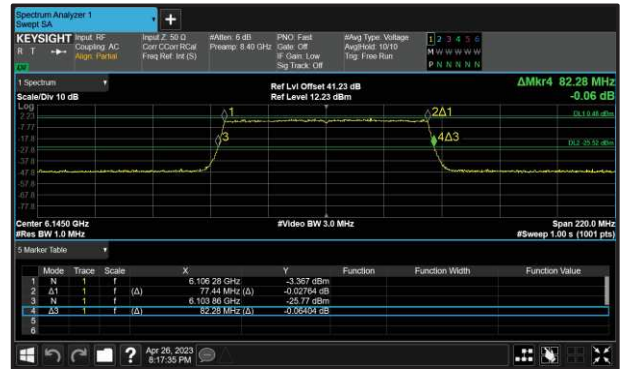 Spectrum Analyzer 1
Swept SA
+
KEYSIGHT
R T
Input: RF
Coupling: AC
Align: Partial
Input Z: 50 Ω
Corr CCorr RCal
Freq Ref: Int (S)
#Atten: 6 dB
Preamp: 8.40 GHz
PNO: Fast
Gate: Off
IF Gain: Low
Sig Track: Off
#Avg Type: Voltage
Avg|Hold: 10/10
Trig: Free Run
1 2 3 4 5 6
M W W W W W
P N N N N N
1 Spectrum
Scale/Div 10 dB
Ref Lvl Offset 41.23 dB
Ref Level 12.23 dBm
ΔMkr4 82.28 MHz
-0.06 dB
Log
2.23
-7.77
-17.8
-27.8
-37.8
-47.8
-57.8
-67.8
-77.8
1
2Δ1
3
4Δ3
DL2 -25.52 dBm
Center 6.1450 GHz
#Res BW 1.0 MHz
#Video BW 3.0 MHz
Span 220.0 MHz
#Sweep 1.00 s (1001 pts)
5 Marker Table
Mode Trace Scale X Y Function Function Width Function Value
1 N 1 f 6.106 28 GHz -3.367 dBm
2 Δ1 1 f (Δ) 77.44 MHz (Δ) -0.02764 dB
3 N 1 f 6.103 86 GHz -25.77 dBm
4 Δ3 1 f (Δ) 82.28 MHz (Δ) -0.06404 dB
5
6
?
Apr 26, 2023
8:17:35 PM